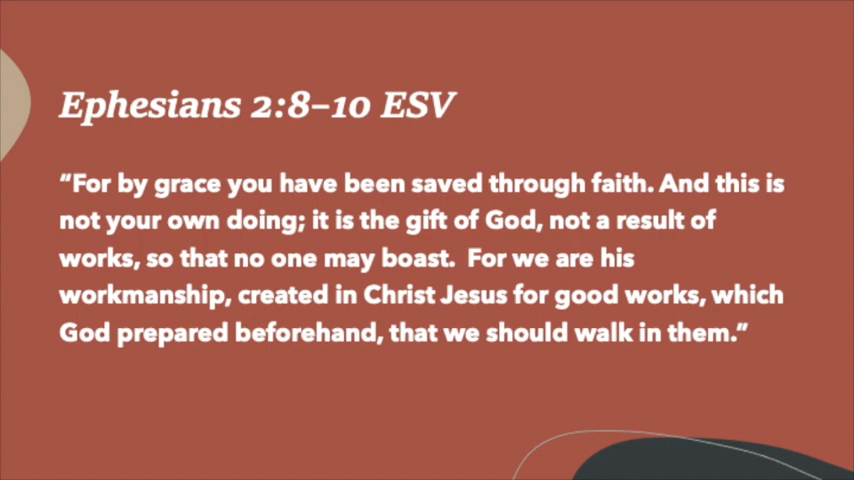 Ephesians 2:8–10 ESV
“For by grace you have been saved through faith. And this is
not your own doing; it is the gift of God, not a result of
works, so that no one may boast.  For we are his
workmanship, created in Christ Jesus for good works, which
God prepared beforehand, that we should walk in them.”